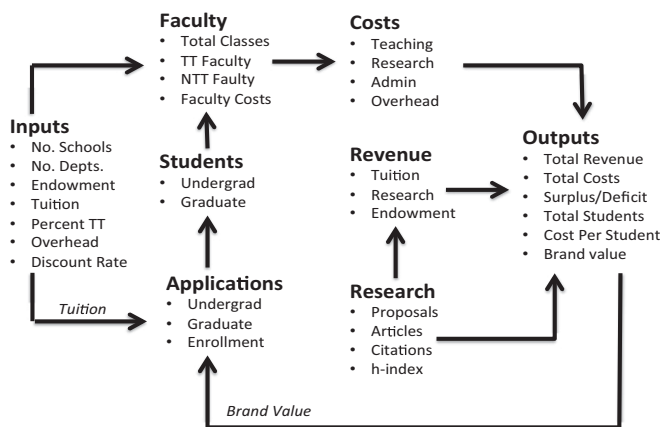 Faculty
• Total Classes
• TT Faculty
• NTT Faulty
• Faculty Costs
Costs
• Teaching
• Research
• Admin
• Overhead
Inputs
• No. Schools
• No. Depts.
• Endowment
• Tuition
• Percent TT
• Overhead
• Discount Rate
Students
• Undergrad
• Graduate
Revenue
• Tuition
• Research
• Endowment
Outputs
• Total Revenue
• Total Costs
• Surplus/Deficit
• Total Students
• Cost Per Student
• Brand value
Tuition
Applications
• Undergrad
• Graduate
• Enrollment
Research
• Proposals
• Articles
• Citations
• h-index
Brand Value